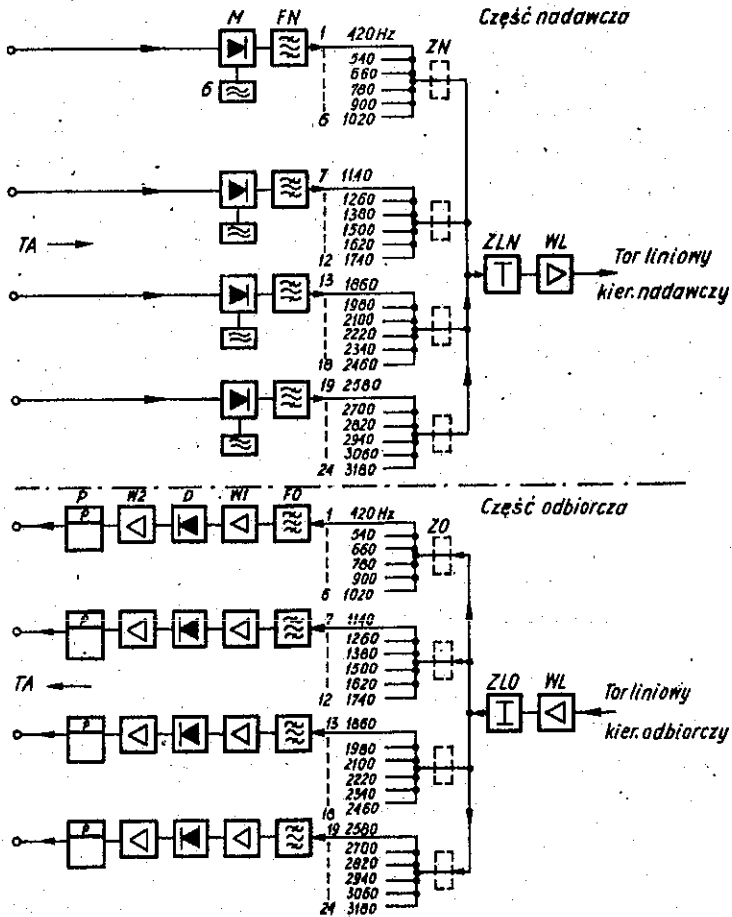 Część nadawcza
M FN
1 420 Hz ZN
540
660
б 780
900
6 1020
7 1140
1260
1380
1500
1620
12 1740
TA
ZLN WL
Tor liniowy
kier. nadawczy
13 1860
1980
2100
2220
2340
18 2460
19 2580
2700
2820
2940
3060
24 3180
Część odbiorcza
P W2 D W1 FO
p
1 420 Hz ZO
540
660
780
900
6 1020
p
7 1140
1260
1380
1500
1620
12 1740
TA
ZLO WL
Tor liniowy
kier. odbiorczy
p
13 1860
1980
2100
2220
2340
18 2460
p
19 2580
2700
2820
2940
3060
24 3180